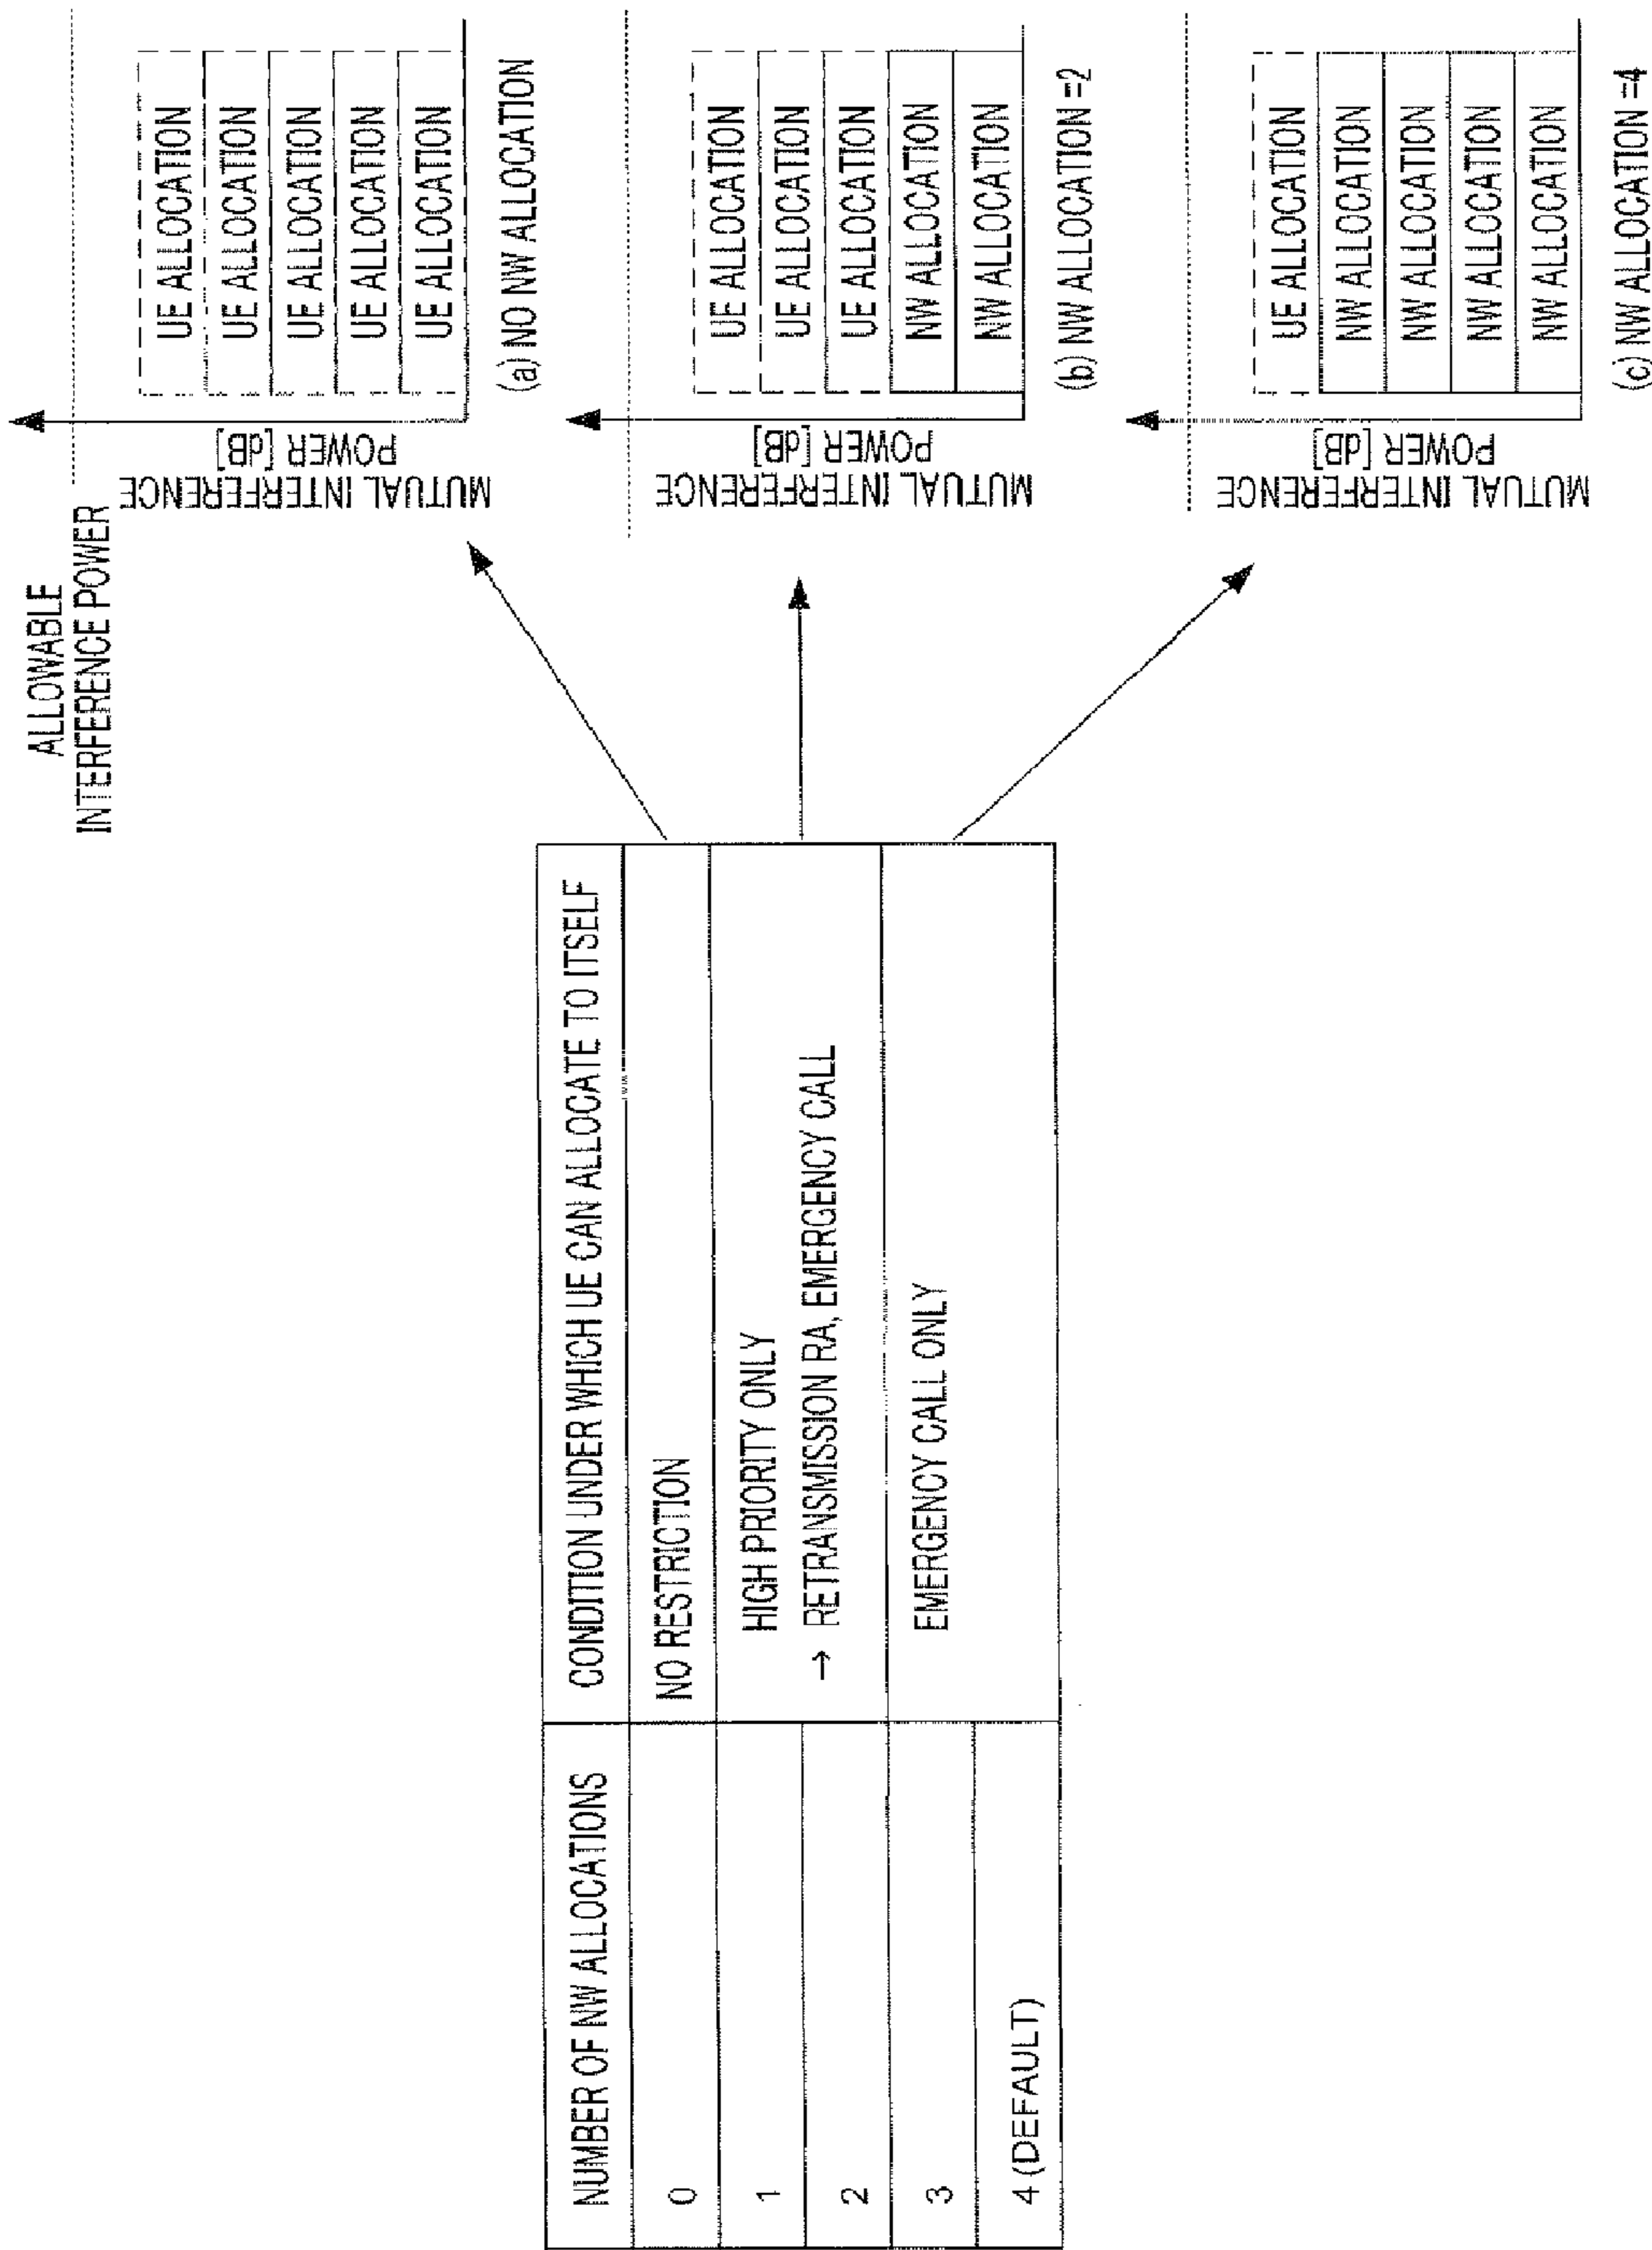 NUMBER OF NW ALLOCATIONS
CONDITION UNDER WHICH UE CAN ALLOCATE TO ITSELF
0
NO RESTRICTION
1
HIGH PRIORITY ONLY
2
→ RETRANSMISSION RA, EMERGENCY CALL
3
EMERGENCY CALL ONLY
4 (DEFAULT)
ALLOWABLE
INTERFERENCE POWER
MUTUAL INTERFERENCE
POWER [dB]
UE ALLOCATION
UE ALLOCATION
UE ALLOCATION
UE ALLOCATION
UE ALLOCATION
(a) NO NW ALLOCATION
MUTUAL INTERFERENCE
POWER [dB]
UE ALLOCATION
UE ALLOCATION
UE ALLOCATION
NW ALLOCATION
NW ALLOCATION
(b) NW ALLOCATION =2
MUTUAL INTERFERENCE
POWER [dB]
UE ALLOCATION
NW ALLOCATION
NW ALLOCATION
NW ALLOCATION
NW ALLOCATION
(c) NW ALLOCATION =4